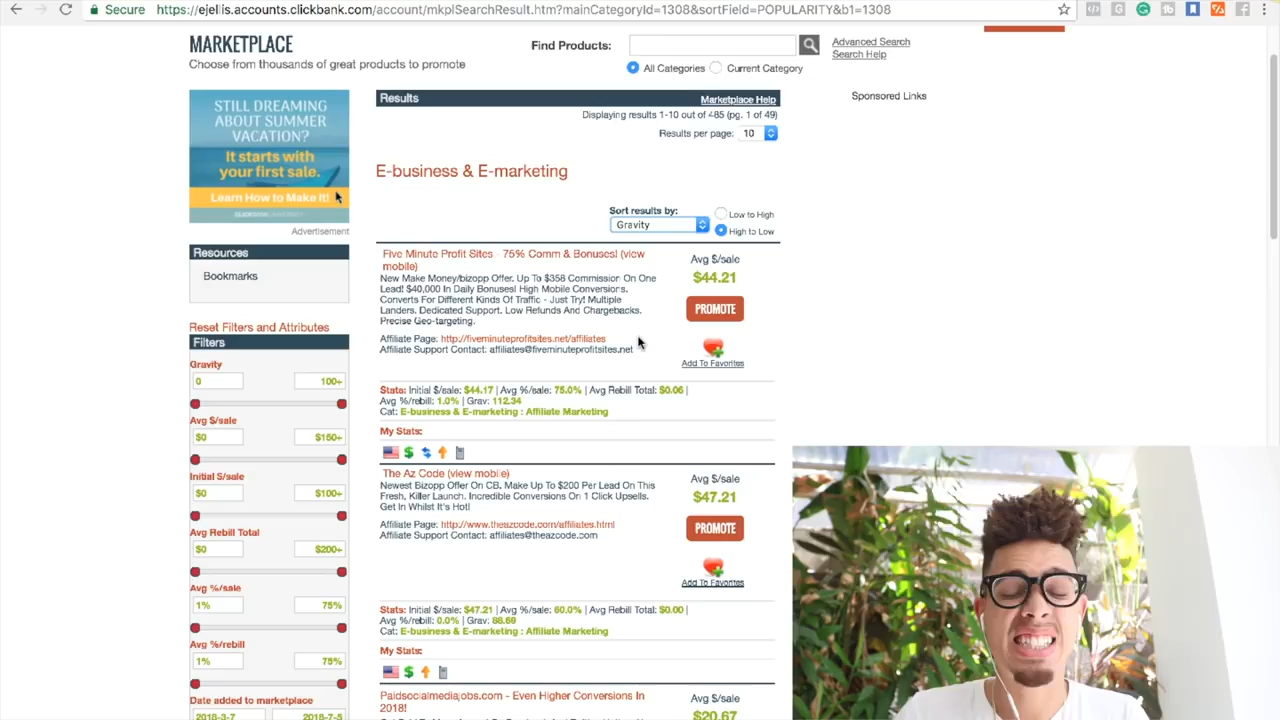 Secure
https://ejellis.accounts.clickbank.com/account/mkplSearchResult.htm?mainCategoryId=1308&sortField=POPULARITY&b1=1308
MARKETPLACE
Choose from thousands of great products to promote
Find Products:
Advanced Search
Search Help
All Categories
Current Category
STILL DREAMING
ABOUT SUMMER
VACATION?
It starts with
your first sale.
Learn How to Make It!
Advertisement
Resources
Bookmarks
Reset Filters and Attributes
Filters
Gravity
0 100+
Avg $/sale
$0 $150+
Initial $/sale
$0 $100+
Avg Rebill Total
$0 $200+
Avg %/sale
1% 75%
Avg %/rebill
1% 75%
Date added to marketplace
2018-3-7 2018-7-5
Results
Marketplace Help
Displaying results 1-10 out of 485 (pg. 1 of 49)
Results per page: 10
E-business & E-marketing
Sort results by:
Gravity
Low to High
High to Low
Five Minute Profit Sites - 75% Comm & Bonuses! (view
mobile)
New Make Money/bizopp Offer. Up To $358 Commission On One
Lead! $40,000 In Daily Bonuses! High Mobile Conversions.
Converts For Different Kinds Of Traffic - Just Try! Multiple
Landers. Dedicated Support. Low Refunds And Chargebacks.
Precise Geo-targeting.
Affiliate Page: http://fiveminuteprofitsites.net/affiliates
Affiliate Support Contact: affiliates@fiveminuteprofitsites.net
Avg $/sale
$44.21
PROMOTE
Add To Favorites
Stats: Initial $/sale: $44.17 | Avg %/sale: 75.0% | Avg Rebill Total: $0.06 |
Avg %/rebill: 1.0% | Grav: 112.34
Cat: E-business & E-marketing : Affiliate Marketing
My Stats:
The Az Code (view mobile)
Newest Bizopp Offer On CB. Make Up To $200 Per Lead On This
Fresh, Killer Launch. Incredible Conversions On 1 Click Upsells.
Get In Whilst It's Hot!
Affiliate Page: http://www.theazcode.com/affiliates.html
Affiliate Support Contact: affiliates@theazcode.com
Avg $/sale
$47.21
PROMOTE
Add To Favorites
Stats: Initial $/sale: $47.21 | Avg %/sale: 60.0% | Avg Rebill Total: $0.00 |
Avg %/rebill: 0.0% | Grav: 88.69
Cat: E-business & E-marketing : Affiliate Marketing
My Stats:
Paidsocialmediajobs.com - Even Higher Conversions In
2018!
Avg $/sale
$20.67
Sponsored Links